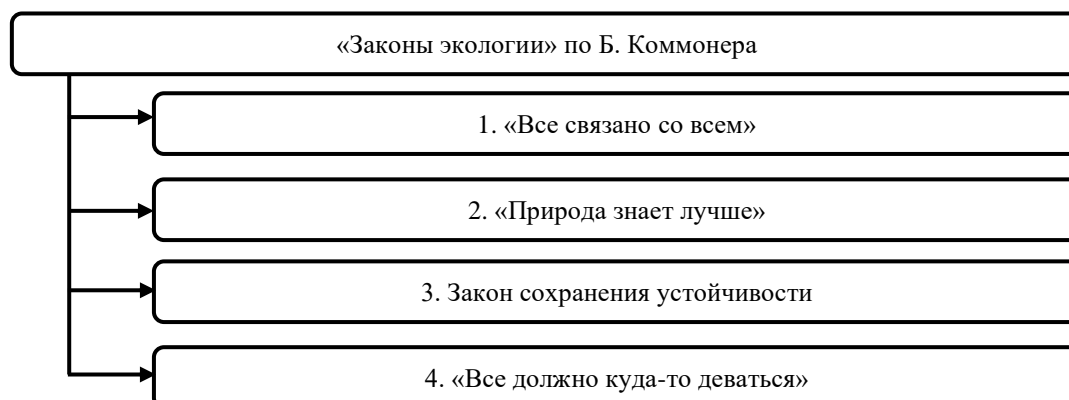 «Законы экологии» по Б. Коммонера
1. «Все связано со всем»
2. «Природа знает лучше»
3. Закон сохранения устойчивости
4. «Все должно куда-то деваться»